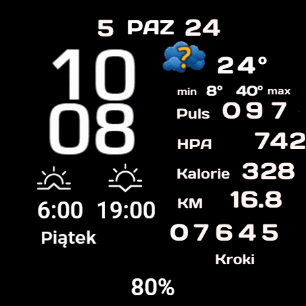 5 PAZ 24
10
08
?
24°
min 8° 40° max
Puls 097
HPA 742
Kalorie 328
KM 16.8
6:00 19:00
07645
Piątek
Kroki
80%